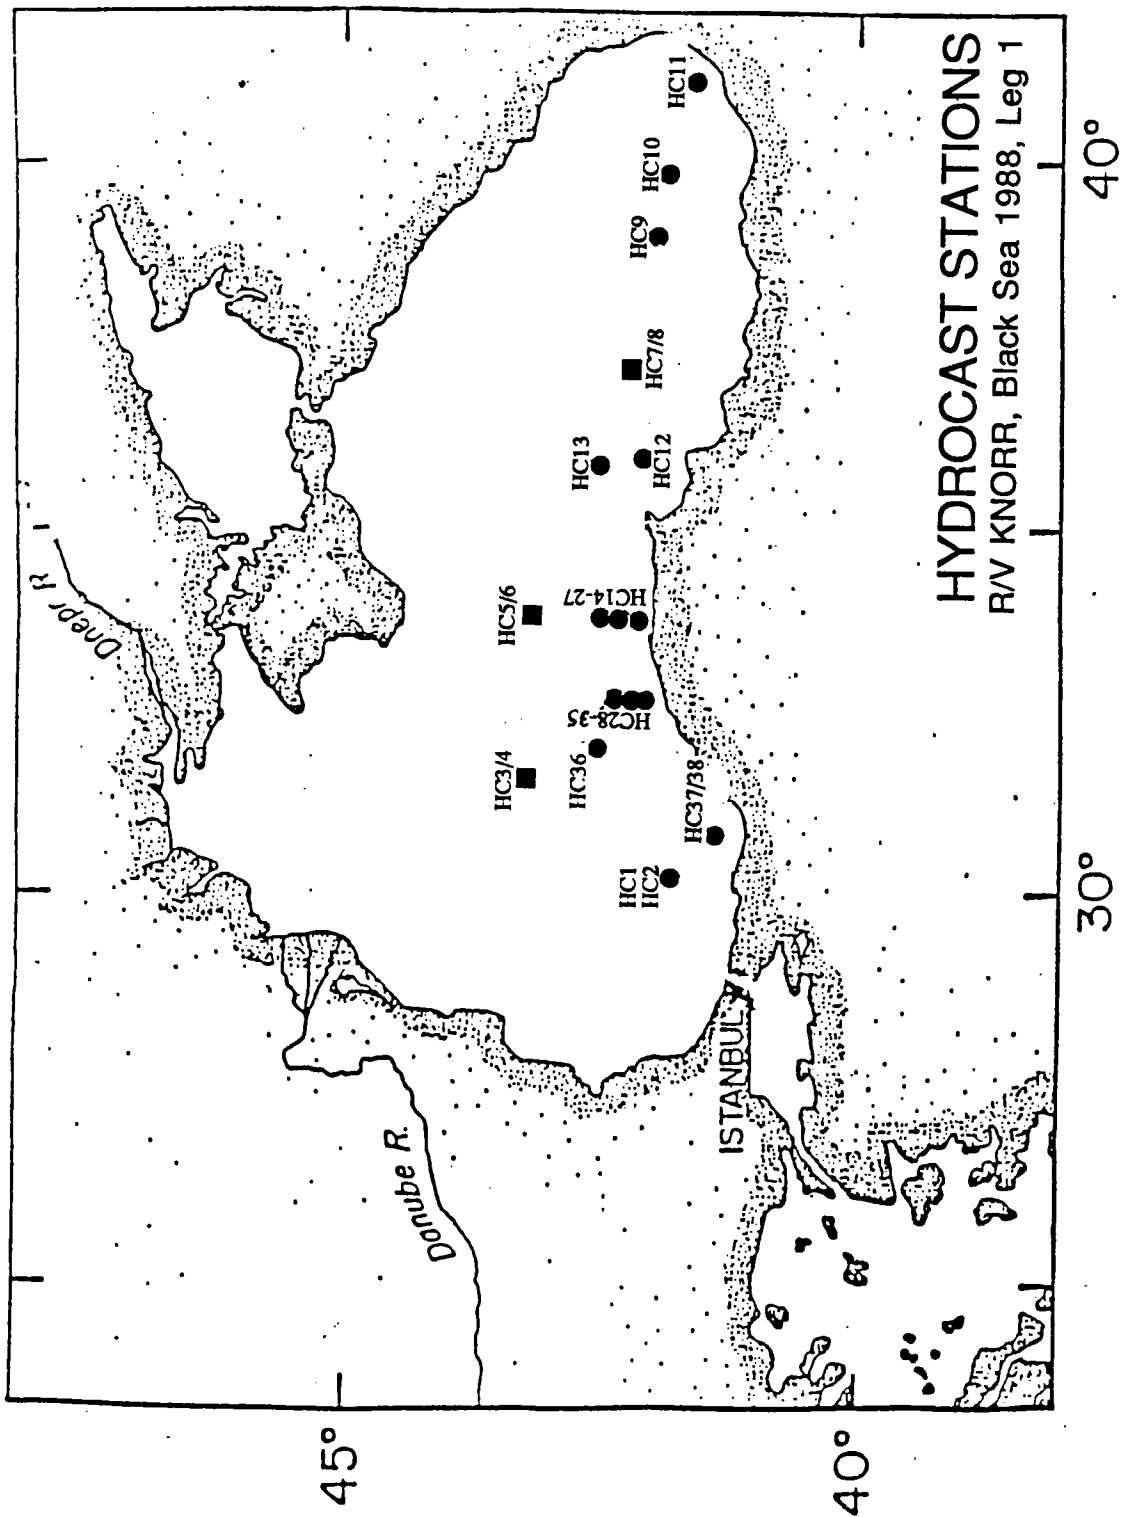 HYDROCAST STATIONS
R/V KNORR, Black Sea 1988, Leg 1
Dnepr R.
Danube R.
ISTANBUL
HC1
HC2
HC3/4
HC5/6
HC7/8
HC9
HC10
HC11
HC12
HC13
HC14-27
HC28-35
HC36
HC37/38
45°
40°
30°
40°